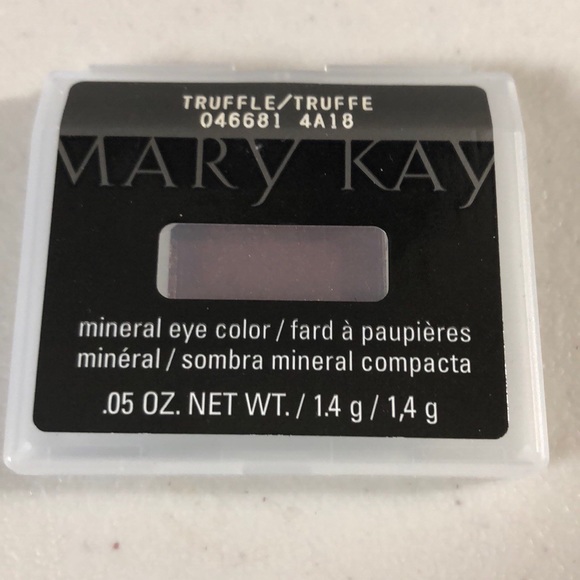 TRUFFLE/TRUFFE
046681 4A18
MARY KAY
mineral eye color / fard à paupières
minéral / sombra mineral compacta
.05 OZ. NET WT. / 1.4 g / 1,4 g